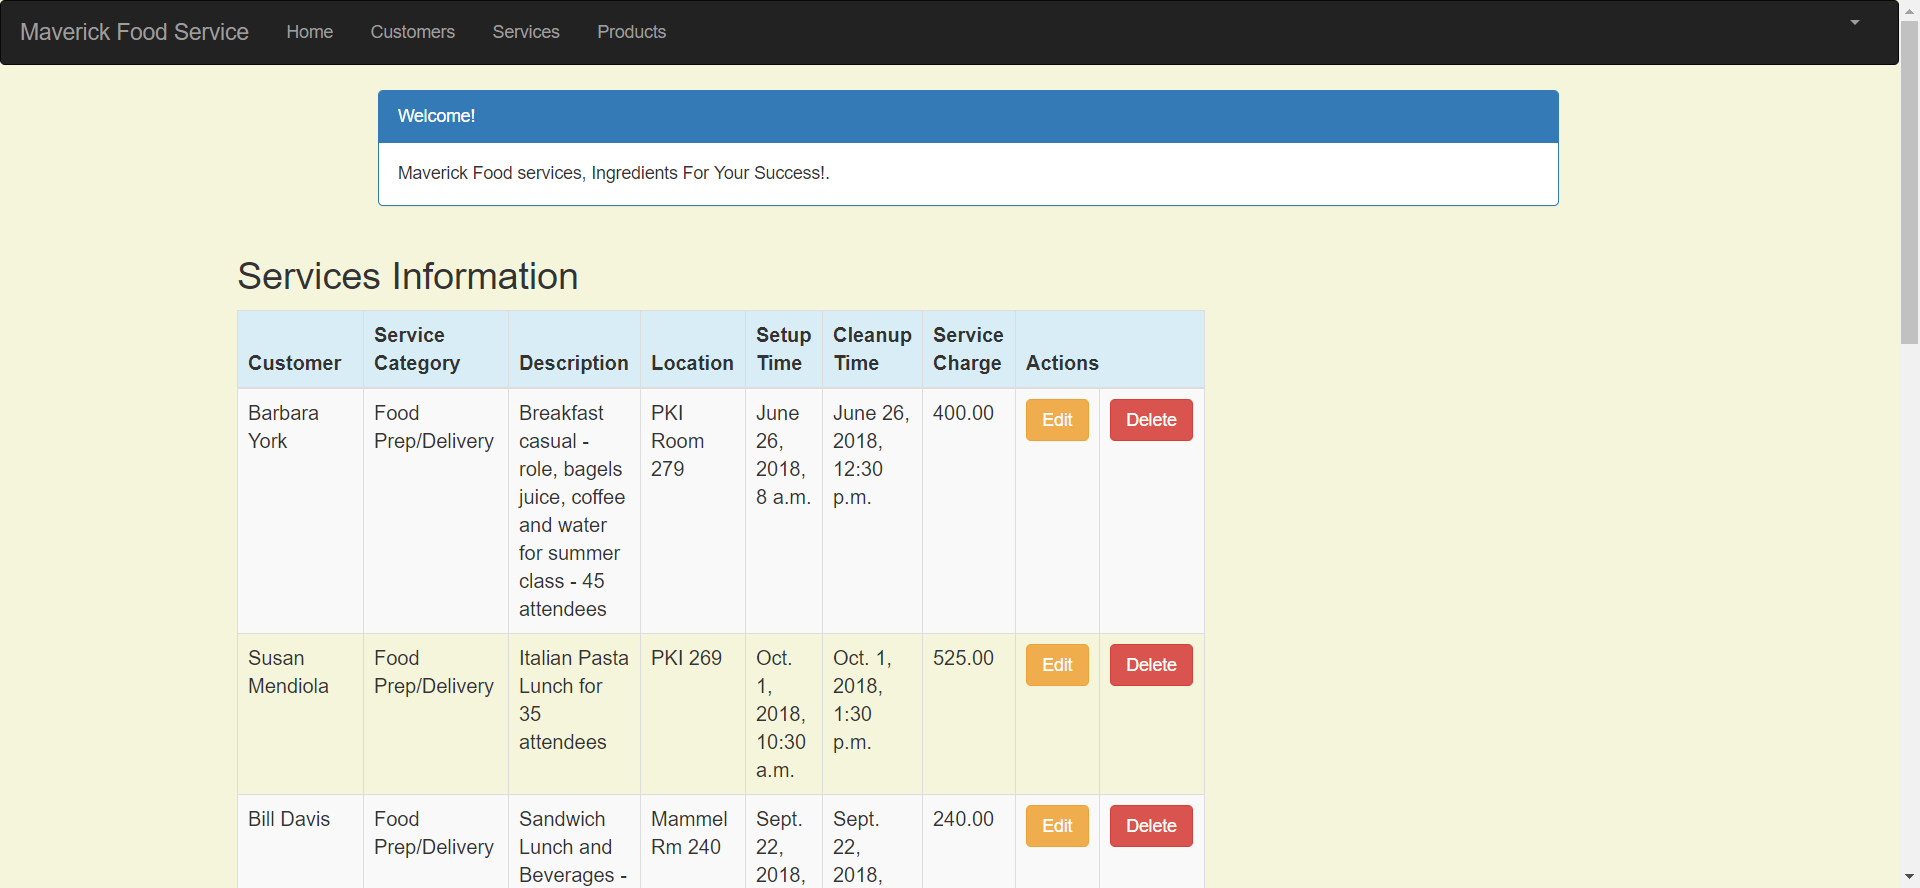 Maverick Food Service Home Customers Services Products
Welcome!
Maverick Food services, Ingredients For Your Success!.
Services Information
Customer
Service
Category
Description
Location
Setup
Time
Cleanup
Time
Service
Charge
Actions
Barbara
York
Food
Prep/Delivery
Breakfast
casual -
role, bagels
juice, coffee
and water
for summer
class - 45
attendees
PKI
Room
279
June
26,
2018,
8 a.m.
June 26,
2018,
12:30
p.m.
400.00
Edit
Delete
Susan
Mendiola
Food
Prep/Delivery
Italian Pasta
Lunch for
35
attendees
PKI 269
Oct.
1,
2018,
10:30
a.m.
Oct. 1,
2018,
1:30
p.m.
525.00
Edit
Delete
Bill Davis
Food
Prep/Delivery
Sandwich
Lunch and
Beverages -
Mammel
Rm 240
Sept.
22,
2018,
Sept.
22,
2018,
240.00
Edit
Delete